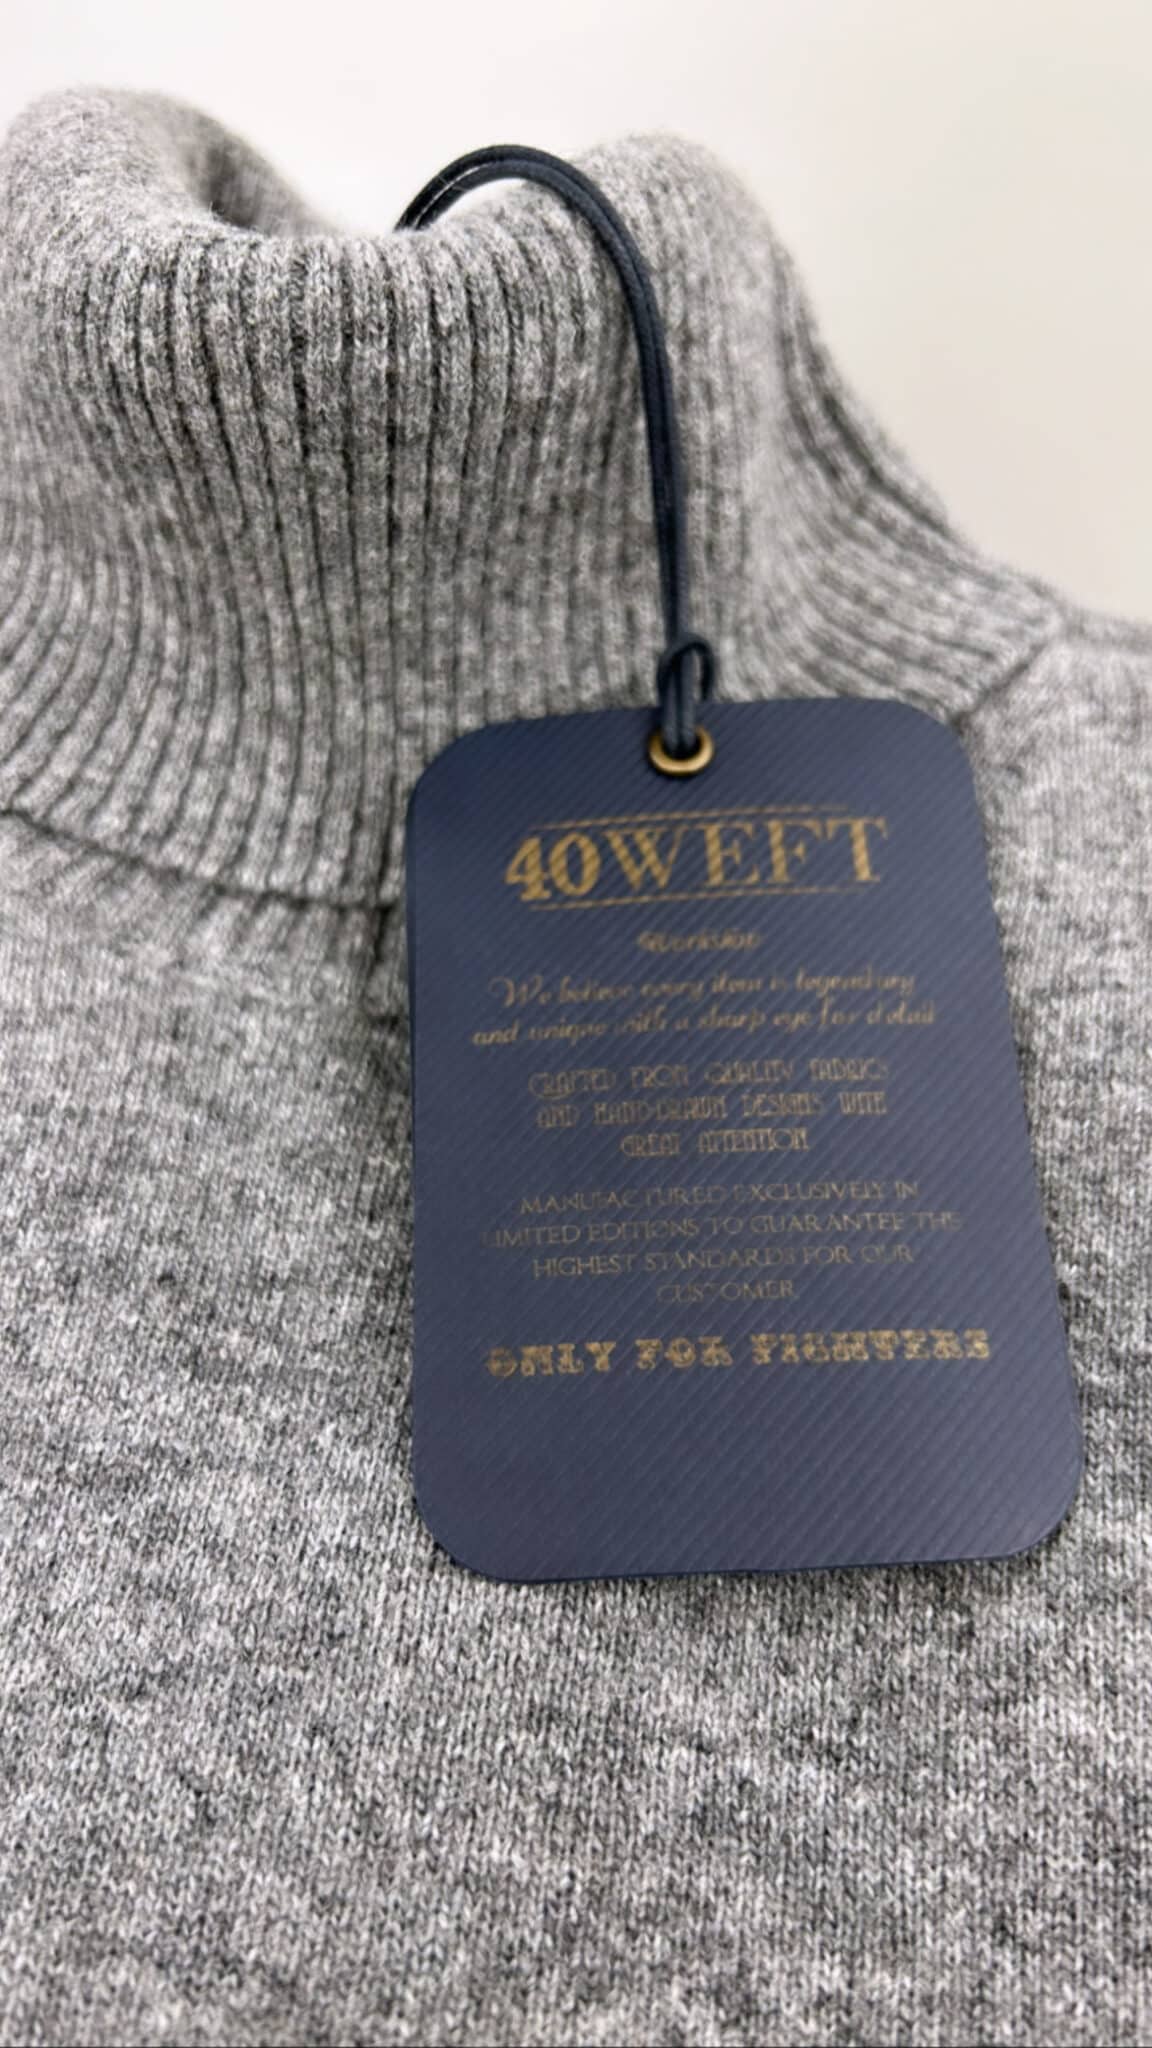 40WEFT
Workshop
We believe every item is legendary
and unique with a sharp eye for detail
CRAFTED FROM QUALITY FABRICS
AND HAND-DRAWN DESIGNS WITH
GREAT ATTENTION
MANUFACTURED EXCLUSIVELY IN
LIMITED EDITIONS TO GUARANTEE THE
HIGHEST STANDARDS FOR OUR
CUSTOMER
ONLY FOR FIGHTERS